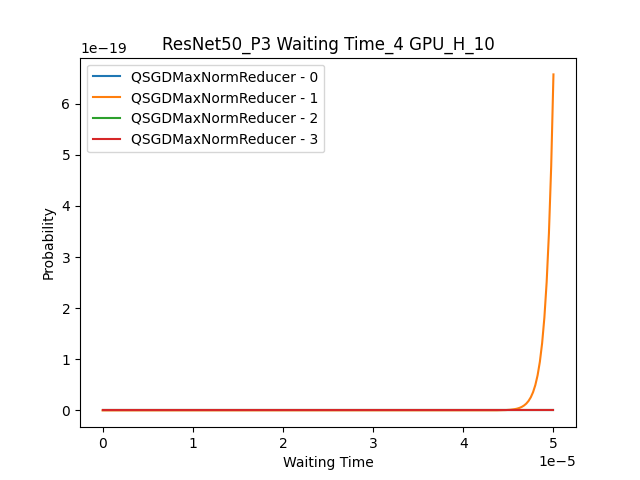 ResNet50_P3 Waiting Time_4 GPU_H_10
1e−19
QSGDMaxNormReducer - 0
QSGDMaxNormReducer - 1
QSGDMaxNormReducer - 2
QSGDMaxNormReducer - 3
6
5
4
3
2
1
0
Probability
0 1 2 3 4 5
1e−5
Waiting Time